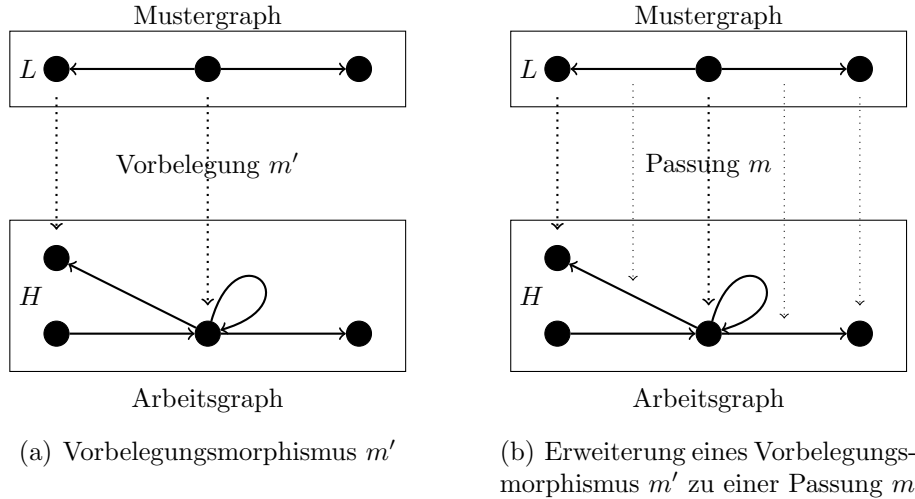 Mustergraph
L
Vorbelegung m′
H
Arbeitsgraph
(a) Vorbelegungsmorphismus m′
Mustergraph
L
Passung m
H
Arbeitsgraph
(b) Erweiterung eines Vorbelegungs-
morphismus m′ zu einer Passung m